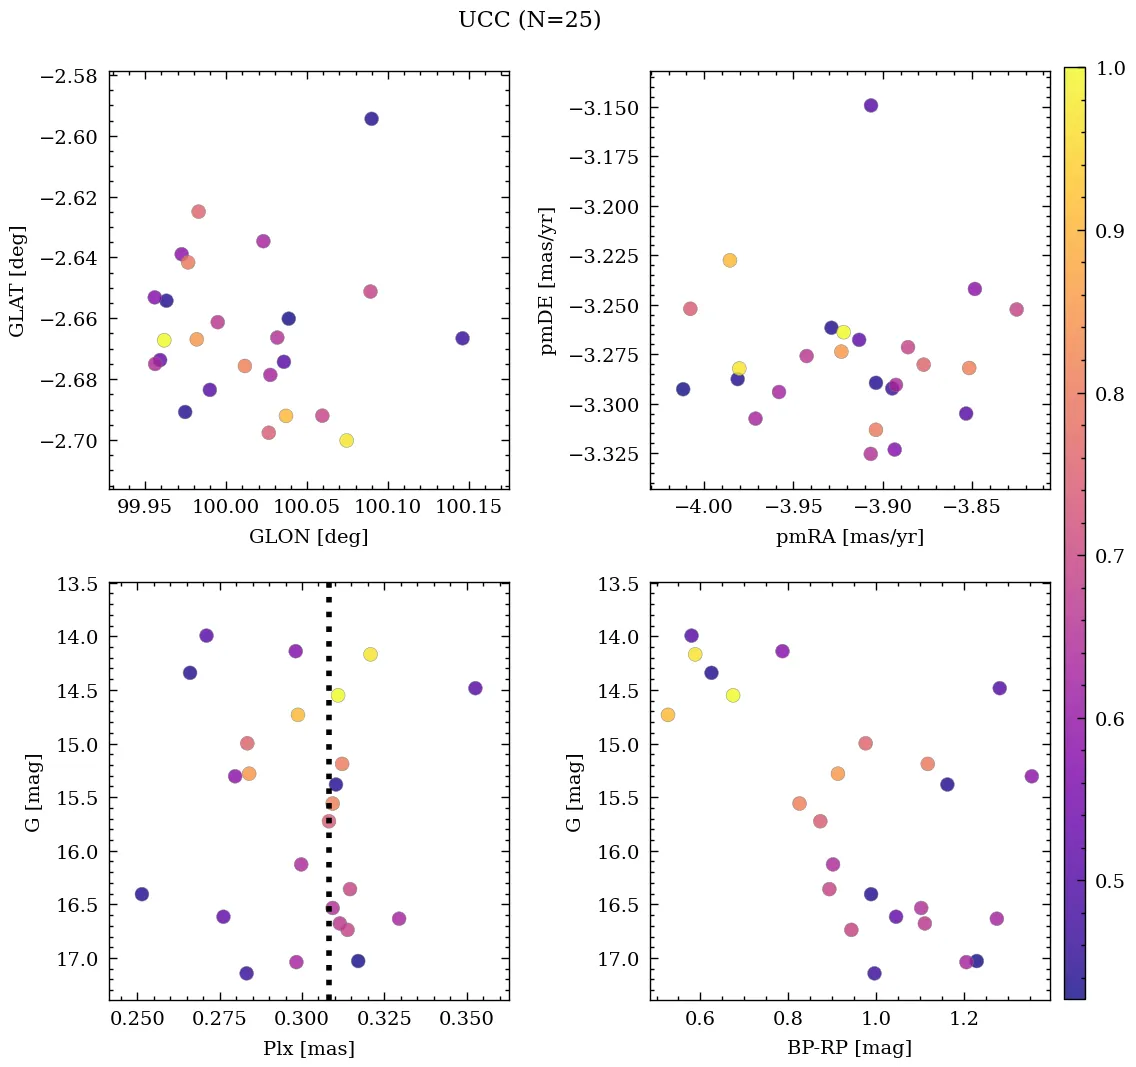 UCC (N=25)
−2.58
−2.60
−2.62
−2.64
−2.66
−2.68
−2.70
GLAT [deg]
99.95 100.00 100.05 100.10 100.15
GLON [deg]
−3.150
−3.175
−3.200
−3.225
−3.250
−3.275
−3.300
−3.325
pmDE [mas/yr]
−4.00 −3.95 −3.90 −3.85
pmRA [mas/yr]
13.5
14.0
14.5
15.0
15.5
16.0
16.5
17.0
G [mag]
0.250 0.275 0.300 0.325 0.350
Plx [mas]
13.5
14.0
14.5
15.0
15.5
16.0
16.5
17.0
G [mag]
0.6 0.8 1.0 1.2
BP-RP [mag]
1.0
0.9
0.8
0.7
0.6
0.5